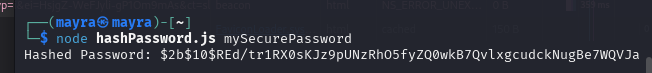 ┌──(mayra㉿mayra)-[~]
└─$ node hashPassword.js mySecurePassword
Hashed Password: $2b$10$REd/tr1RX0sKJz9pUNzRhO5fyZQ0wkB7QvlxgcudckNugBe7WQVJa